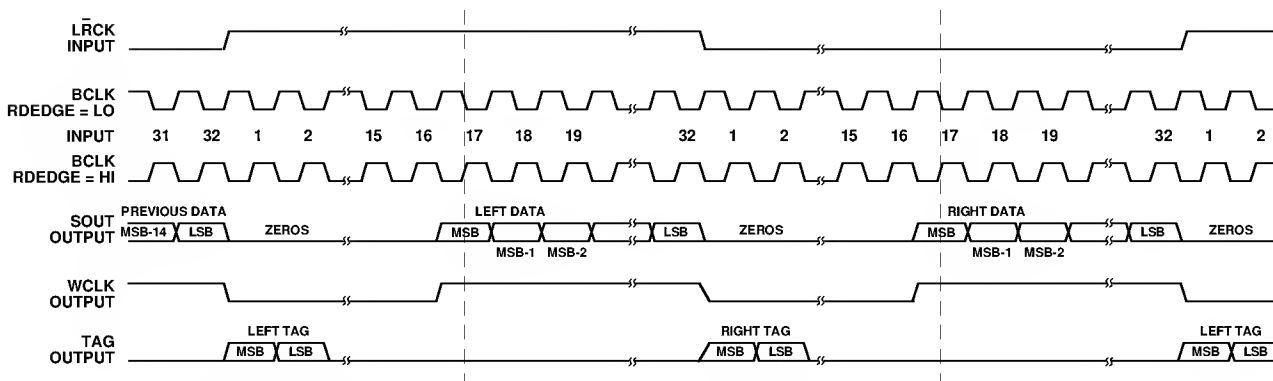 LRCK
INPUT
BCLK
RDEDGE = LO
INPUT 31 32 1 2 15 16 17 18 19 32 1 2 15 16 17 18 19 32 1 2
BCLK
RDEDGE = HI
PREVIOUS DATA LEFT DATA RIGHT DATA
SOUT
OUTPUT
MSB-14 LSB ZEROS MSB LSB ZEROS MSB LSB ZEROS
MSB-1 MSB-2 MSB-1 MSB-2
WCLK
OUTPUT
LEFT TAG RIGHT TAG LEFT TAG
TAG
OUTPUT
MSB LSB MSB LSB MSB LSB